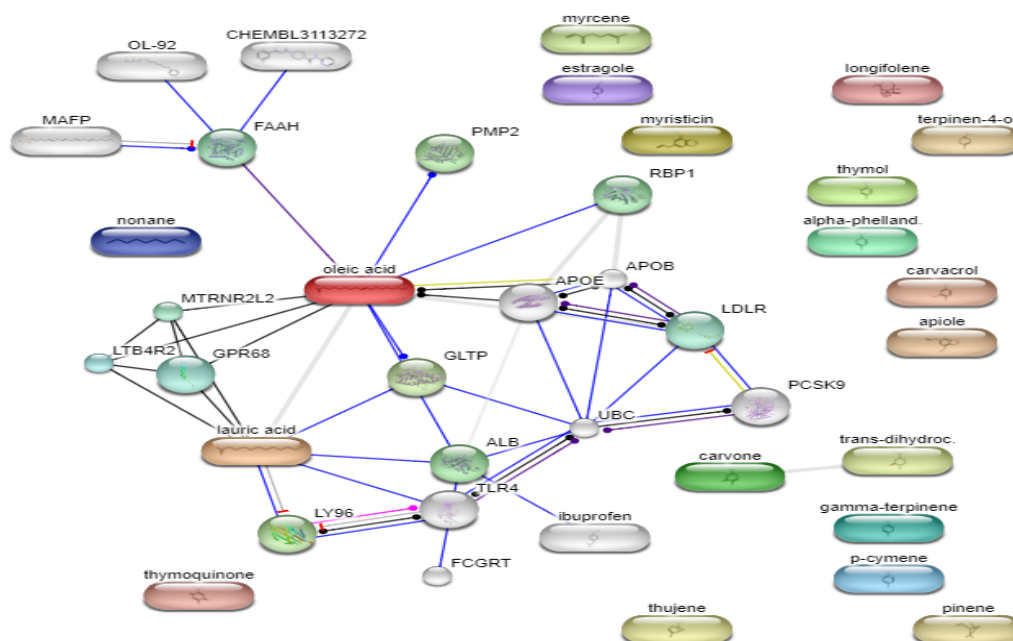 myrcene
CHEMBL3113272
OL-92
estragole
longifolene
MAFP
FAAH
PMP2
myristicin
terpinen-4-o
RBP1
thymol
nonane
alpha-phelland.
oleic acid
APOB
APOE
carvacrol
MTRNR2L2
LDLR
apiole
LTB4R2
GPR68
GLTP
PCSK9
UBC
lauric acid
ALB
carvone
trans-dihydroc.
TLR4
LY96
ibuprofen
gamma-terpinene
FCGRT
p-cymene
thymoquinone
thujene
pinene